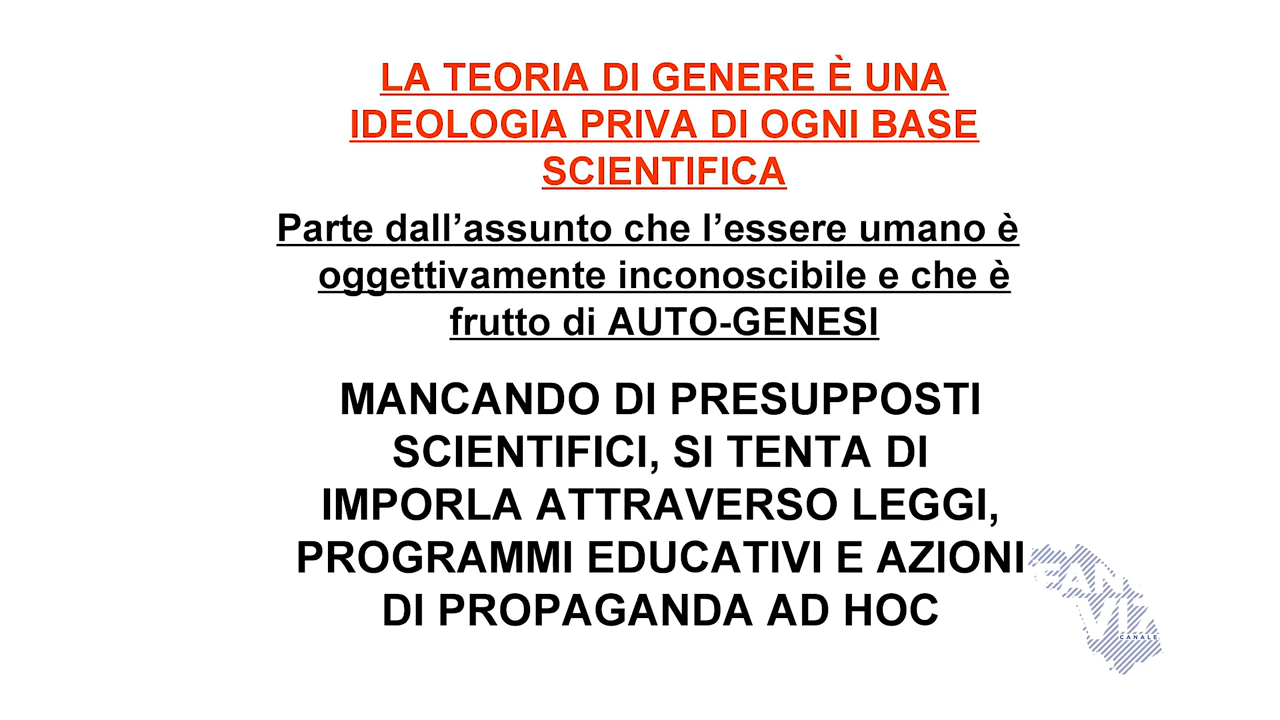 LA TEORIA DI GENERE È UNA
IDEOLOGIA PRIVA DI OGNI BASE
SCIENTIFICA
Parte dall’assunto che l’essere umano è
oggettivamente inconoscibile e che è
frutto di AUTO-GENESI
MANCANDO DI PRESUPPOSTI
SCIENTIFICI, SI TENTA DI
IMPORLA ATTRAVERSO LEGGI,
PROGRAMMI EDUCATIVI E AZIONI
DI PROPAGANDA AD HOC
CANALE